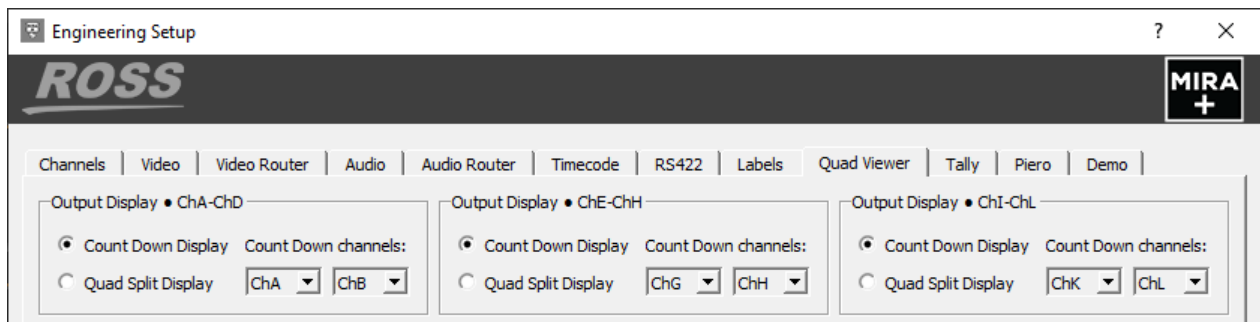 Engineering Setup ? ×
ROSS
MIRA
+
Channels Video Video Router Audio Audio Router Timecode RS422 Labels Quad Viewer Tally Piero Demo
Output Display • ChA-ChD
Count Down Display Count Down channels:
Quad Split Display ChA ChB
Output Display • ChE-ChH
Count Down Display Count Down channels:
Quad Split Display ChG ChH
Output Display • ChI-ChL
Count Down Display Count Down channels:
Quad Split Display ChK ChL